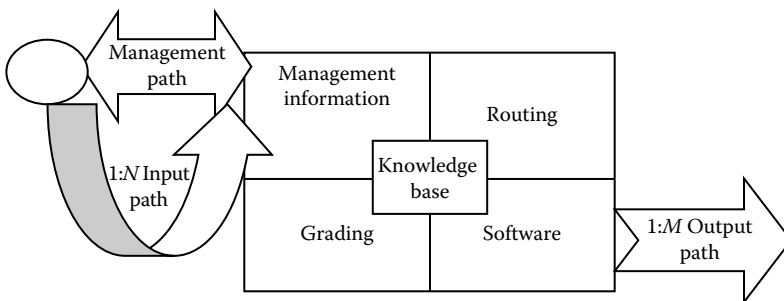 Management
path
Management
information
Routing
1:N Input
path
Knowledge
base
Grading
Software
1:M Output
path